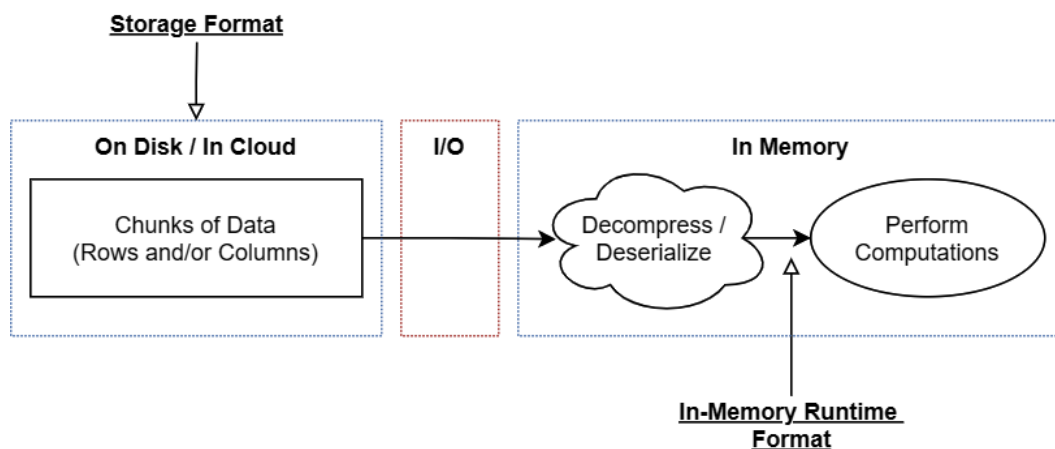 Storage Format
On Disk / In Cloud
I/O
In Memory
Chunks of Data
(Rows and/or Columns)
Decompress /
Deserialize
Perform
Computations
In-Memory Runtime
Format